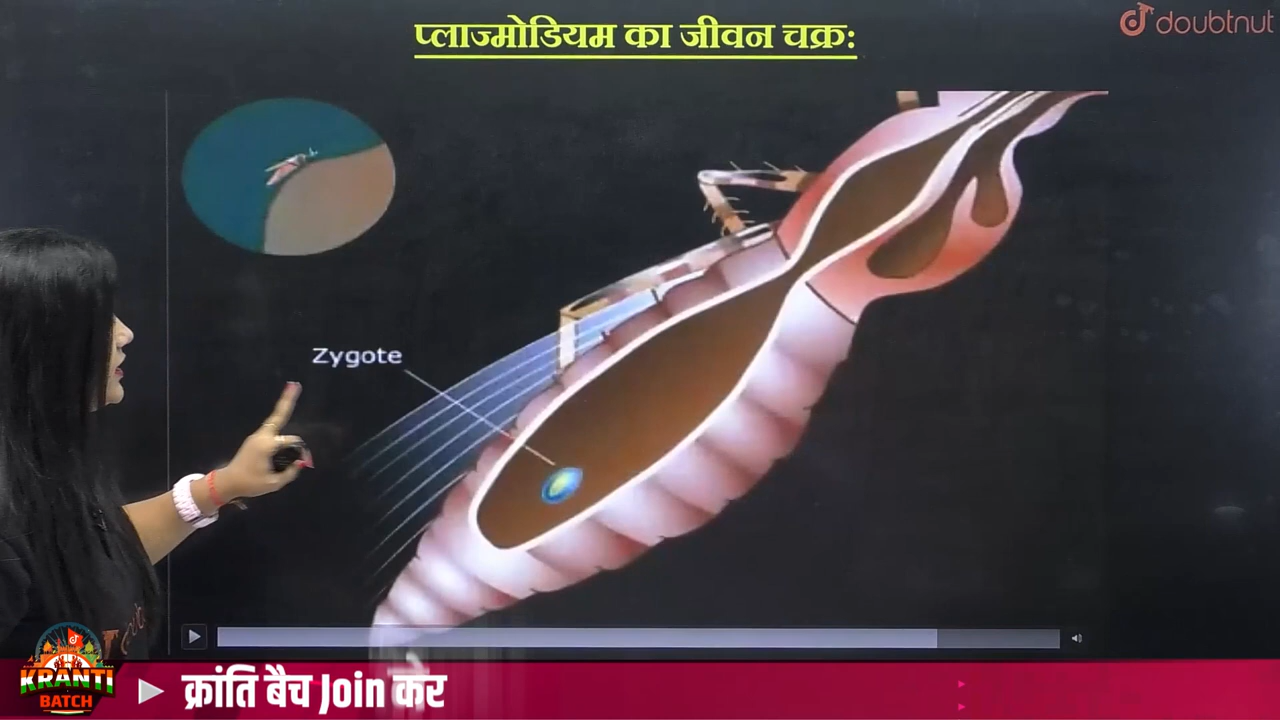 प्लाज्मोडियम का जीवन चक्र:
doubtnut
Zygote
KRANTI
BATCH
क्रांति बैच Join कर